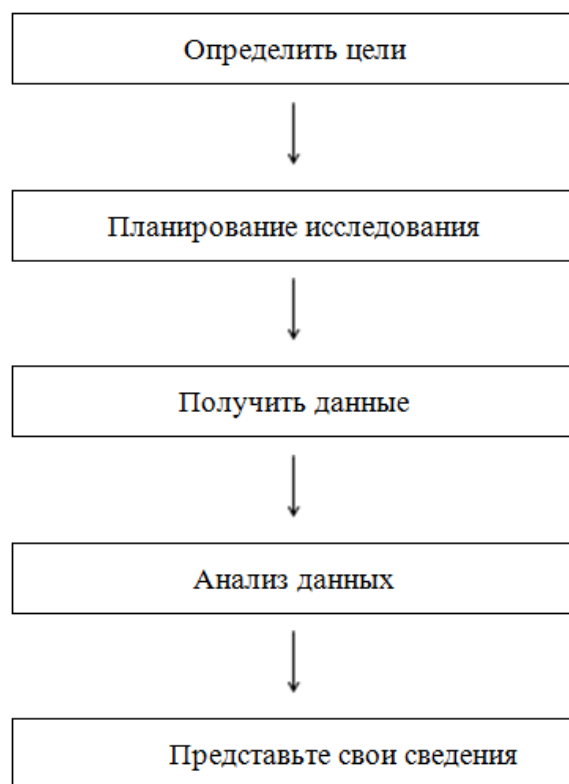 Определить цели
Планирование исследования
Получить данные
Анализ данных
Представьте свои сведения